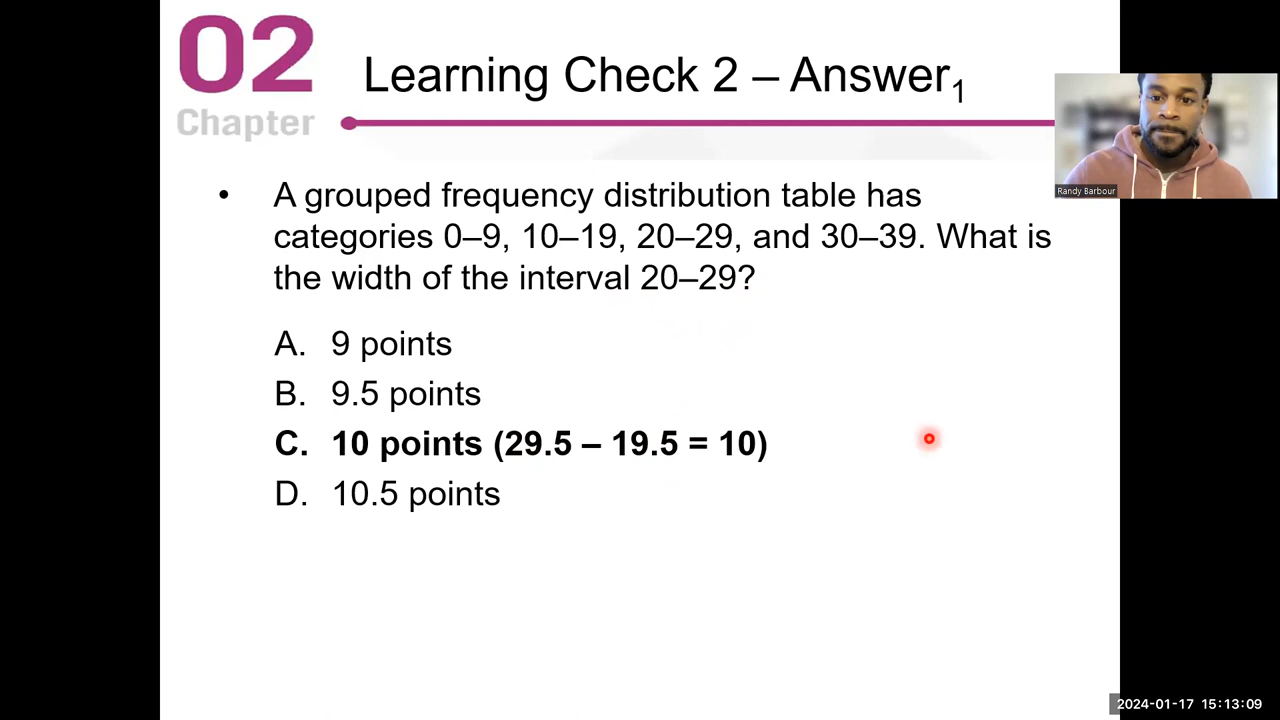 02
Chapter
Learning Check 2 – Answer1
Randy Barbour
• A grouped frequency distribution table has
categories 0–9, 10–19, 20–29, and 30–39. What is
the width of the interval 20–29?
A. 9 points
B. 9.5 points
C. 10 points (29.5 – 19.5 = 10)
D. 10.5 points
2024-01-17 15:13:09